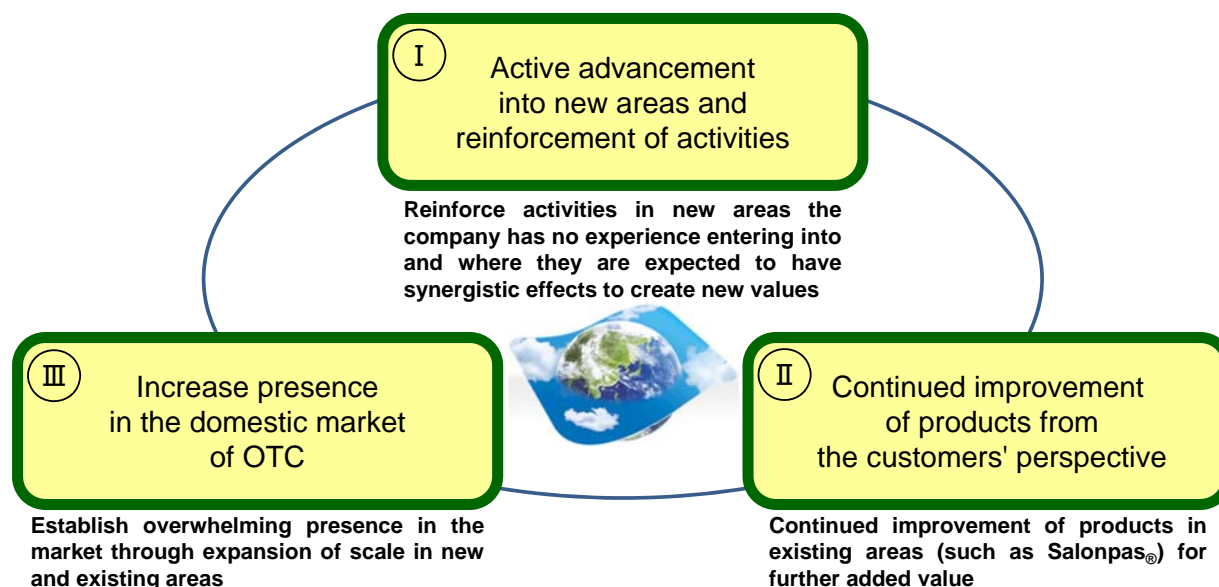 Ⅰ
Active advancement
into new areas and
reinforcement of activities
Reinforce activities in new areas the
company has no experience entering into
and where they are expected to have
synergistic effects to create new values
Ⅱ
Continued improvement
of products from
the customers' perspective
Continued improvement of products in
existing areas (such as Salonpas®) for
further added value
Ⅲ
Increase presence
in the domestic market
of OTC
Establish overwhelming presence in the
market through expansion of scale in new
and existing areas